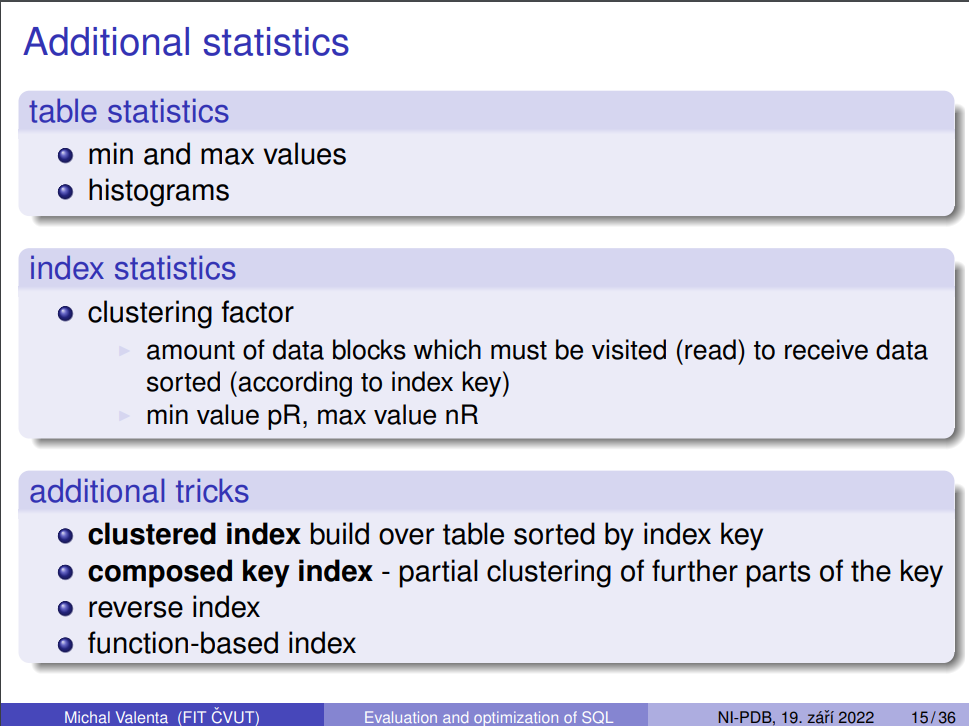 Additional statistics
table statistics
min and max values
histograms
index statistics
clustering factor
amount of data blocks which must be visited (read) to receive data
sorted (according to index key)
min value pR, max value nR
additional tricks
clustered index build over table sorted by index key
composed key index - partial clustering of further parts of the key
reverse index
function-based index
Michal Valenta (FIT ČVUT) Evaluation and optimization of SQL NI-PDB, 19. září 2022 15 / 36